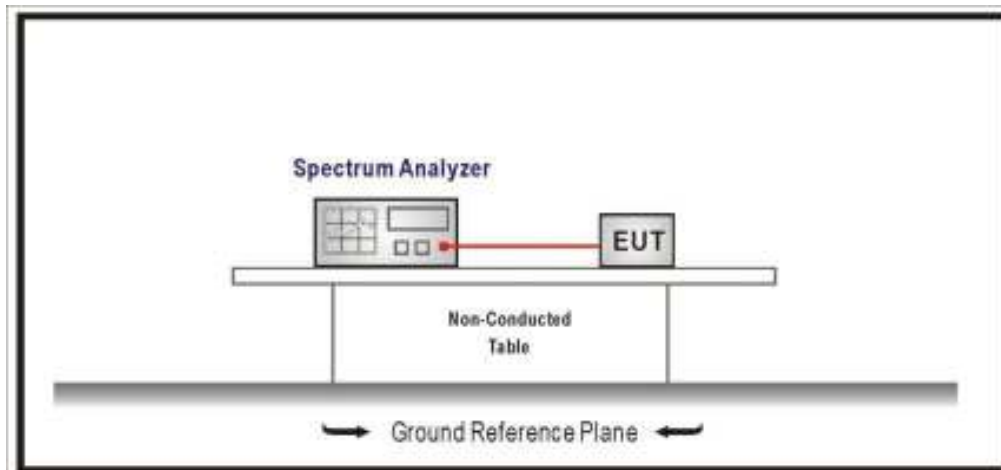 Spectrum Analyzer
EUT
Non-Conducted
Table
Ground Reference Plane